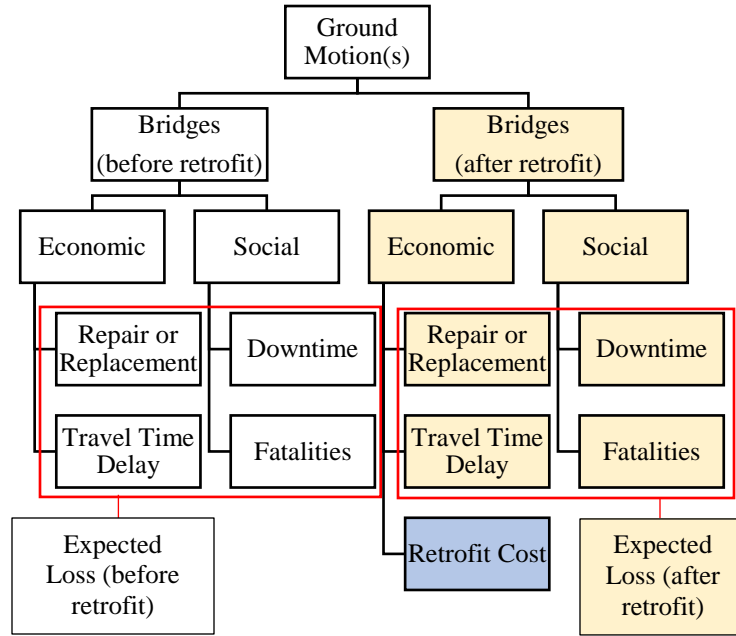 Ground
Motion(s)
Bridges
(before retrofit)
Bridges
(after retrofit)
Economic
Social
Economic
Social
Repair or
Replacement
Downtime
Repair or
Replacement
Downtime
Travel Time
Delay
Fatalities
Travel Time
Delay
Fatalities
Expected
Loss (before
retrofit)
Retrofit Cost
Expected
Loss (after
retrofit)